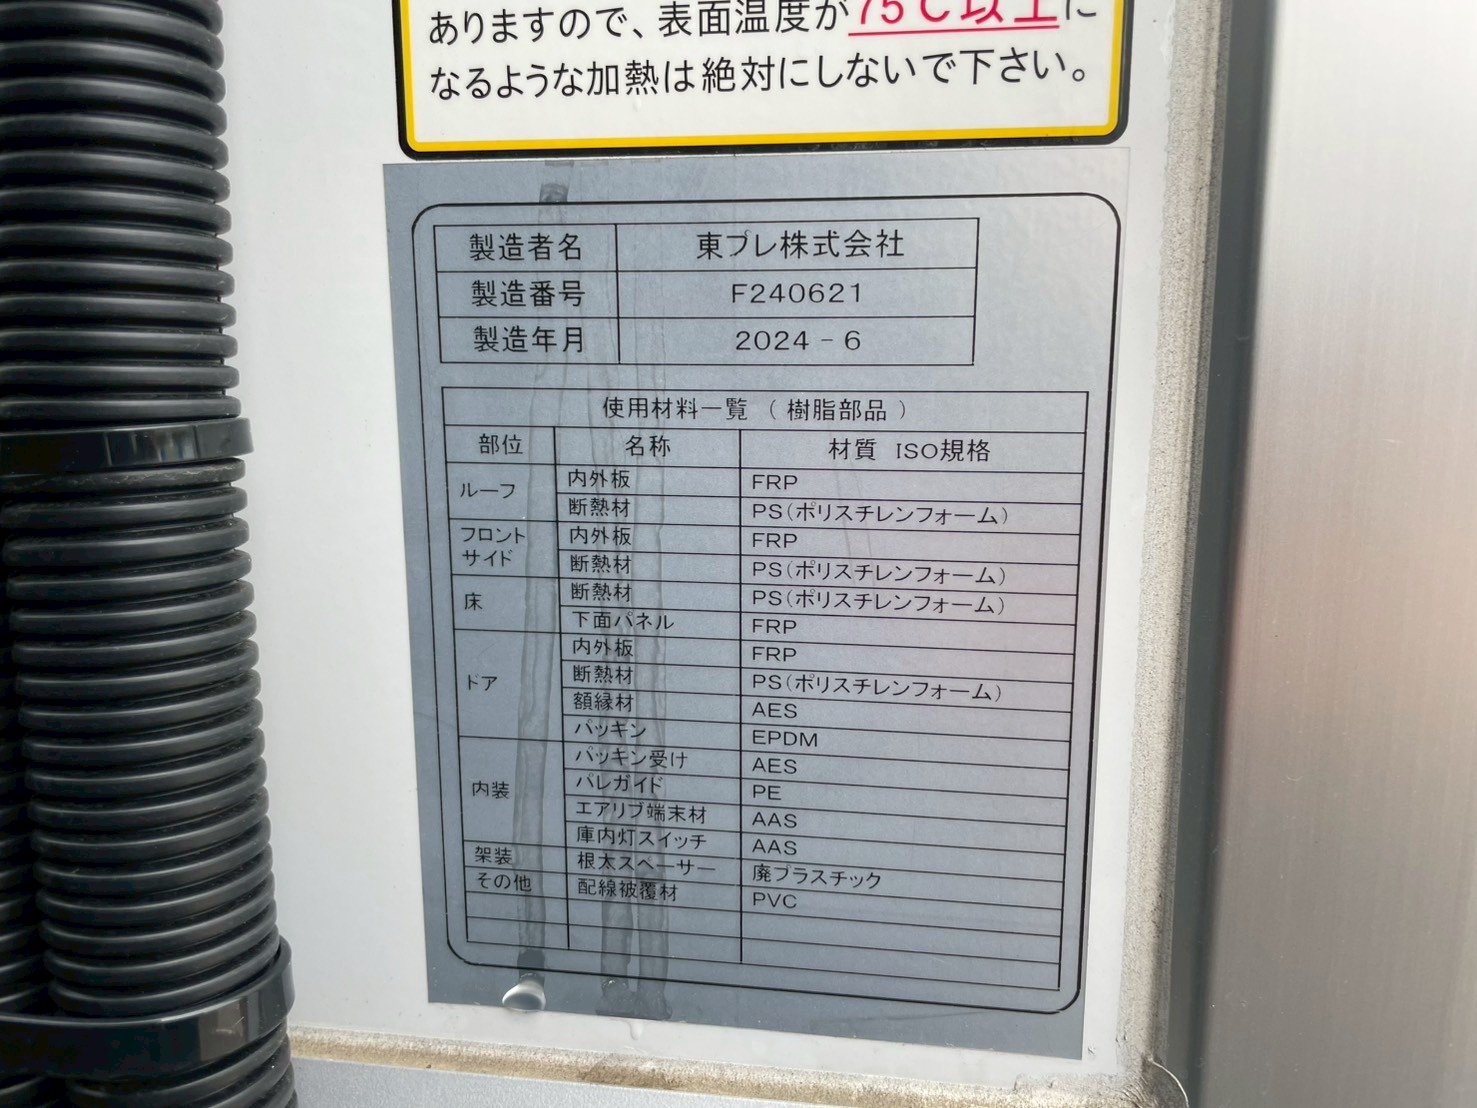 ありますので、表面温度が75℃以上に
なるような加熱は絶対にしないで下さい。
製造者名 東プレ株式会社
製造番号 F240621
製造年月 2024 - 6
使用材料一覧 （ 樹脂部品 ）
部位 名称 材質 ISO規格
ルーフ 内外板 FRP
断熱材 PS(ポリスチレンフォーム)
フロント
サイド
内外板 FRP
断熱材 PS(ポリスチレンフォーム)
床 断熱材 PS(ポリスチレンフォーム)
下面パネル FRP
ドア 内外板 FRP
断熱材 PS(ポリスチレンフォーム)
額縁材 AES
パッキン EPDM
内装 パッキン受け AES
パレガイド PE
エアリブ端末材 AAS
庫内灯スイッチ AAS
架装 根太スペーサー 廃プラスチック
その他 配線被覆材 PVC